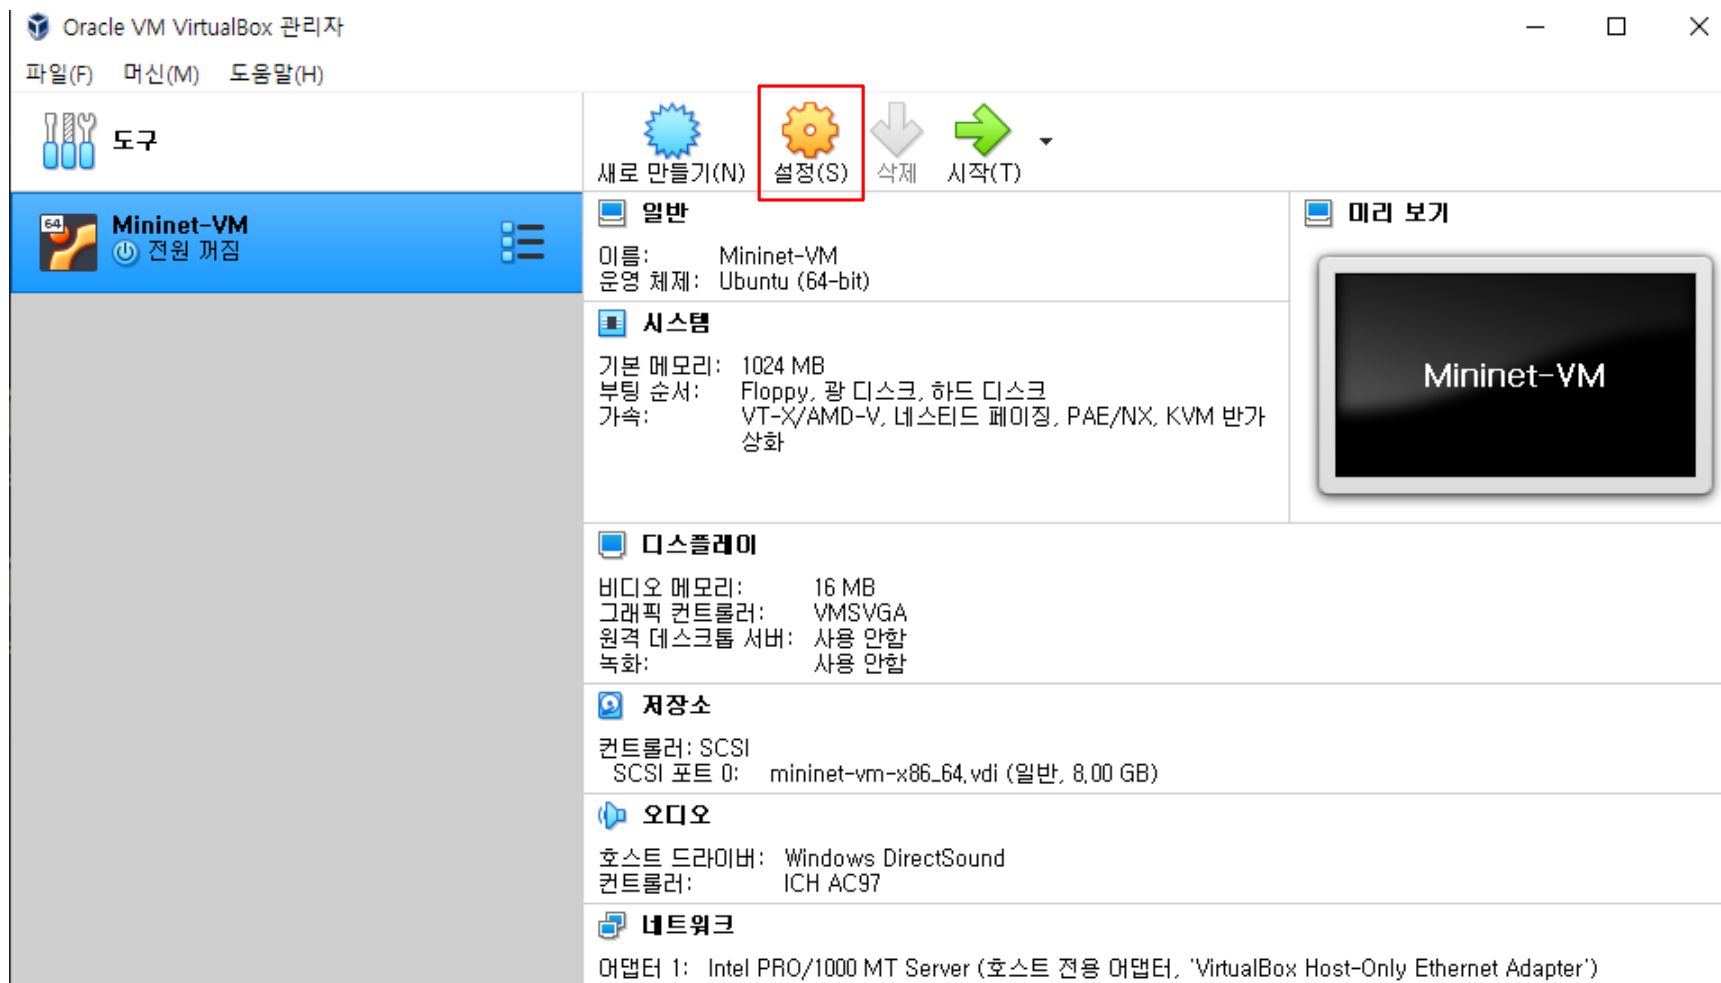 Oracle VM VirtualBox 관리자
파일(F) 머신(M) 도움말(H)
도구
새로 만들기(N) 설정(S) 삭제 시작(T)
64
Mininet-VM
전원 꺼짐
일반
이름: Mininet-VM
운영 체제: Ubuntu (64-bit)
미리 보기
Mininet-VM
시스템
기본 메모리: 1024 MB
부팅 순서: Floppy, 광 디스크, 하드 디스크
가속: VT-X/AMD-V, 네스티드 페이징, PAE/NX, KVM 반가
상화
디스플레이
비디오 메모리: 16 MB
그래픽 컨트롤러: VMSVGA
원격 데스크톱 서버: 사용 안함
녹화: 사용 안함
저장소
컨트롤러: SCSI
SCSI 포트 0: mininet-vm-x86_64.vdi (일반, 8.00 GB)
오디오
호스트 드라이버: Windows DirectSound
컨트롤러: ICH AC97
네트워크
어댑터 1: Intel PRO/1000 MT Server (호스트 전용 어댑터, 'VirtualBox Host-Only Ethernet Adapter')